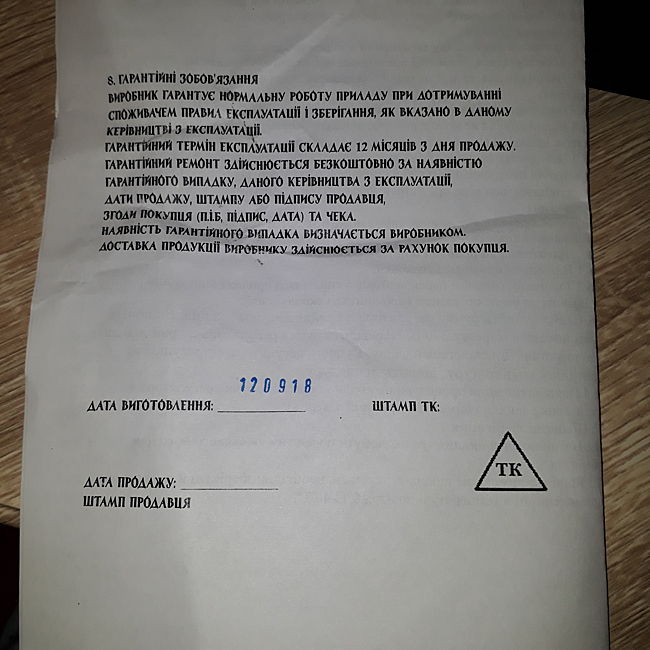 8. ГАРАНТІЙНІ ЗОБОВ'ЯЗАННЯ
ВИРОБНИК ГАРАНТУЄ НОРМАЛЬНУ РОБОТУ ПРИЛАДУ ПРИ ДОТРИМУВАННІ
СПОЖИВАЧЕМ ПРАВИЛ ЕКСПЛУАТАЦІЇ І ЗБЕРІГАННЯ, ЯК ВКАЗАНО В ДАНОМУ
КЕРІВНИЦТВІ З ЕКСПЛУАТАЦІЇ.
ГАРАНТІЙНИЙ ТЕРМІН ЕКСПЛУАТАЦІЇ СКЛАДАЄ 12 МІСЯЦІВ З ДНЯ ПРОДАЖУ.
ГАРАНТІЙНИЙ РЕМОНТ ЗДІЙСНЮЄТЬСЯ БЕЗКОШТОВНО ЗА НАЯВНІСТЮ
ГАРАНТІЙНОГО ВИПАДКУ, ДАНОГО КЕРІВНИЦТВА З ЕКСПЛУАТАЦІЇ,
ДАТИ ПРОДАЖУ, ШТАМПУ АБО ПІДПИСУ ПРОДАВЦЯ,
ЗГОДИ ПОКУПЦЯ (П.І.Б, ПІДПИС, ДАТА) ТА ЧЕКА.
НАЯВНІСТЬ ГАРАНТІЙНОГО ВИПАДКА ВИЗНАЧАЄТЬСЯ ВИРОБНИКОМ.
ДОСТАВКА ПРОДУКЦІЇ ВИРОБНИКУ ЗДІЙСНЮЄТЬСЯ ЗА РАХУНОК ПОКУПЦЯ.
120918
ДАТА ВИГОТОВЛЕННЯ: ШТАМП ТК:
ТК
ДАТА ПРОДАЖУ:
ШТАМП ПРОДАВЦЯ